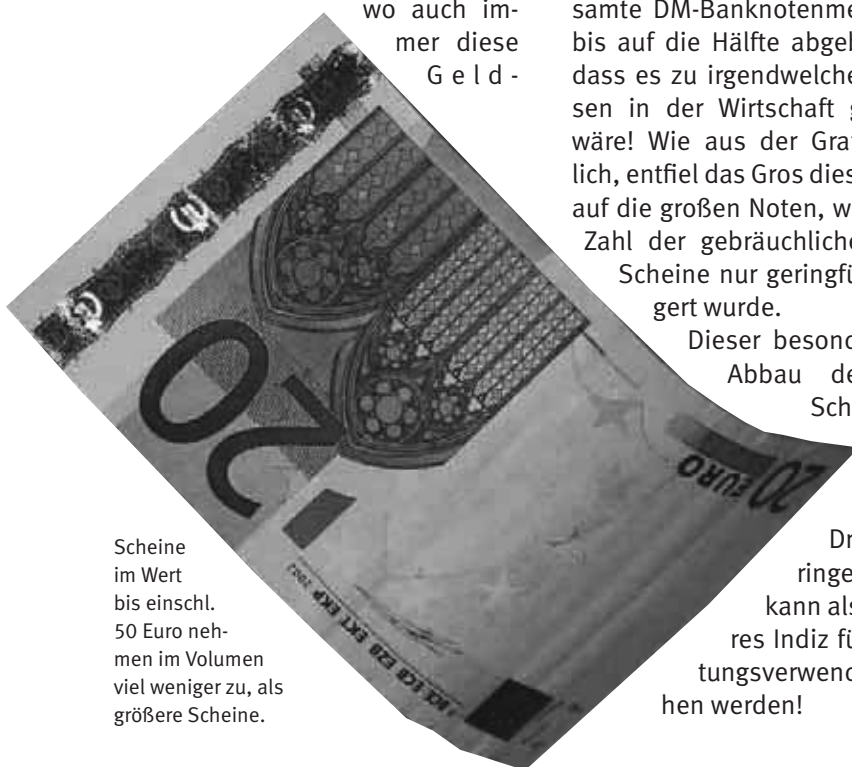 wo auch im-
mer diese
Geld-
samte DM-Banknotenme
bis auf die Hälfte
dass es zu irgendwelche
sen in der Wirtschaft
wäre! Wie aus der Gra
lich, entfiel das Gros dies
auf die großen Noten, w
Zahl der gebräuchliche
Scheine nur geringfü
gert wurde.
Dieser besond
Abbau de
Sch
Dr
ringe
kann als
res Indiz fü
tungsverwend
hen werden!
20
20 EURO
BCE ECB EZB EKT EKP 2002
Scheine
im Wert
bis einschl.
50 Euro neh-
men im Volumen
viel weniger zu, als
größere Scheine.